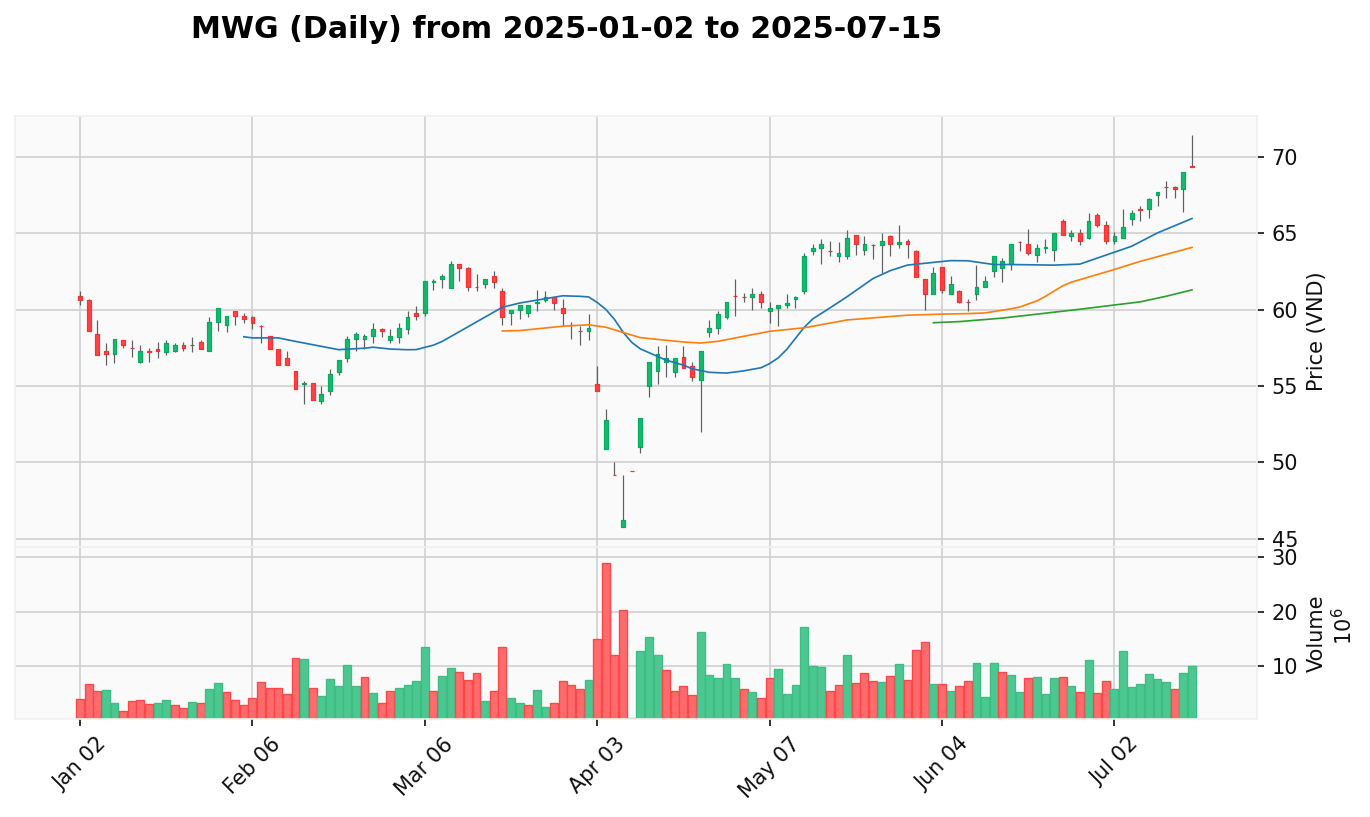 MWG (Daily) from 2025-01-02 to 2025-07-15
70
65
60
55
50
45
Price (VND)
30
20
10
Volume
10^6
Jan 02
Feb 06
Mar 06
Apr 03
May 07
Jun 04
Jul 02